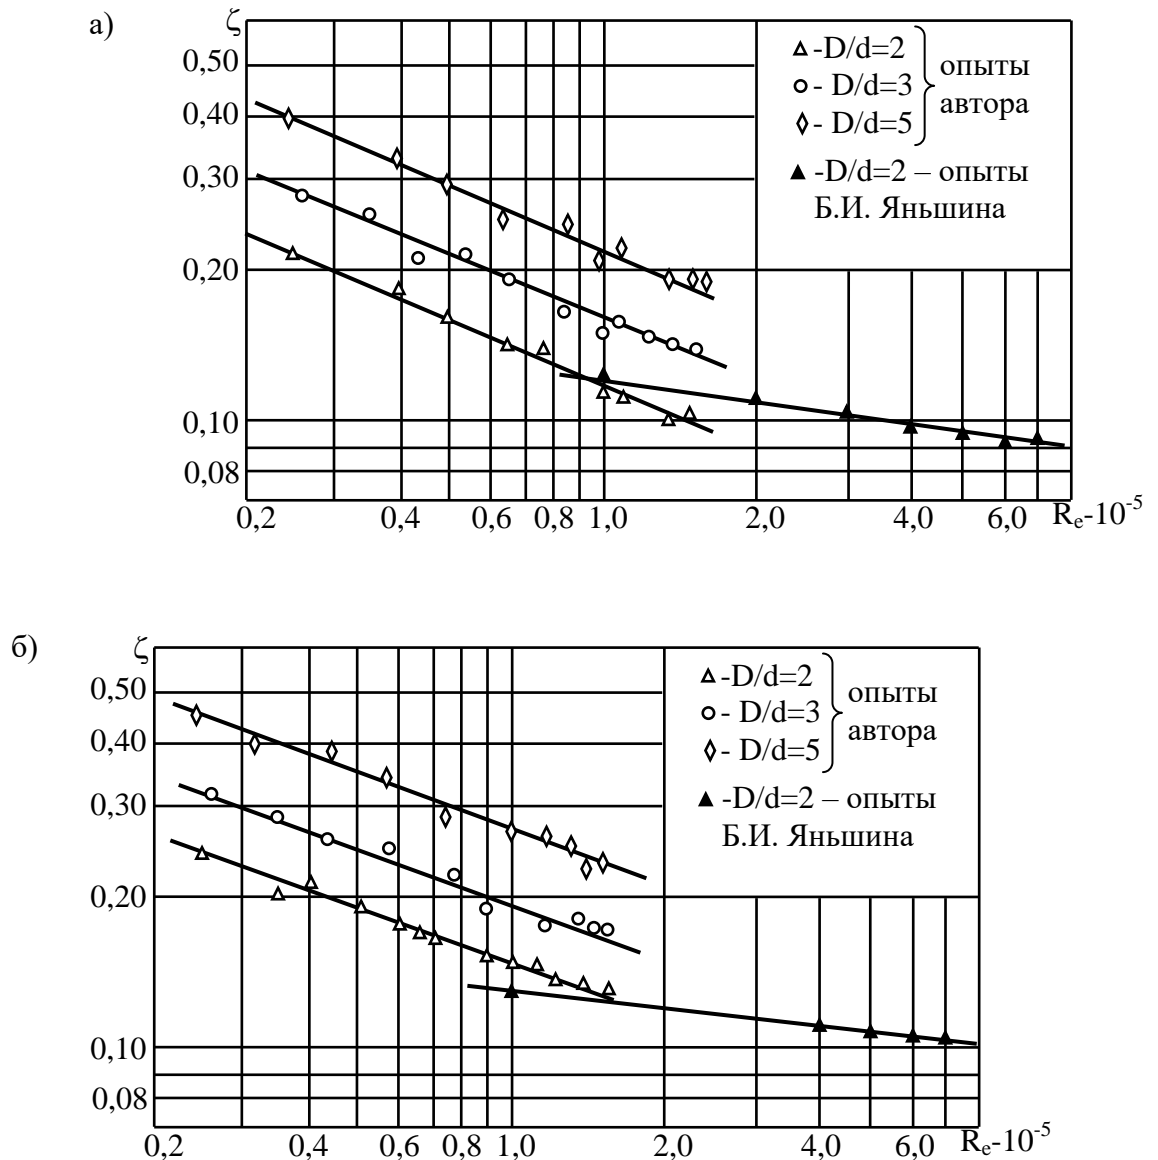 а)
ζ
0,50
0,40
0,30
0,20
0,10
0,08
0,2 0,4 0,6 0,8 1,0 2,0 4,0 6,0 Re-10-5
-D/d=2
- D/d=3
- D/d=5
опыты
автора
-D/d=2 – опыты
Б.И. Яньшина
б)
ζ
0,50
0,40
0,30
0,20
0,10
0,08
0,2 0,4 0,6 0,8 1,0 2,0 4,0 6,0 Re-10-5
-D/d=2
- D/d=3
- D/d=5
опыты
автора
-D/d=2 – опыты
Б.И. Яньшина